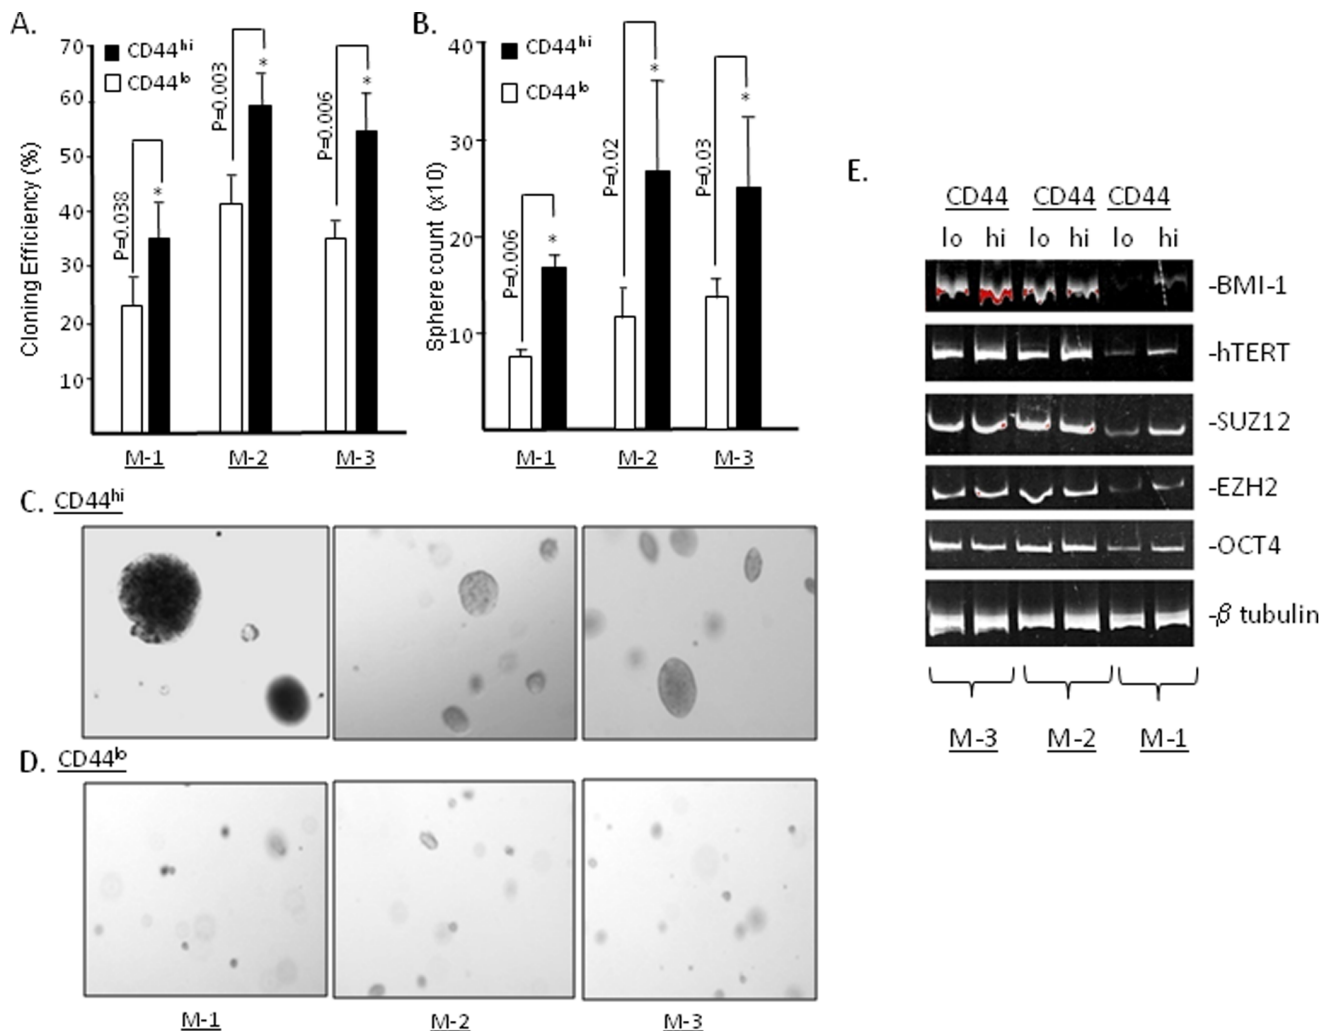 A.
70
60
50
40
30
20
10
Cloning Efficiency (%)
CD44hi
CD44lo
P=0.038
P=0.003
P=0.006
*
*
*
M-1
M-2
M-3
B.
40
30
20
10
Sphere count (x10)
CD44hi
CD44lo
P=0.006
P=0.02
P=0.03
*
*
*
M-1
M-2
M-3
C. CD44hi
D. CD44lo
M-1
M-2
M-3
E.
CD44 CD44 CD44
lo hi lo hi lo hi
-BMI-1
-hTERT
-SUZ12
-EZH2
-OCT4
-β tubulin
M-3 M-2 M-1